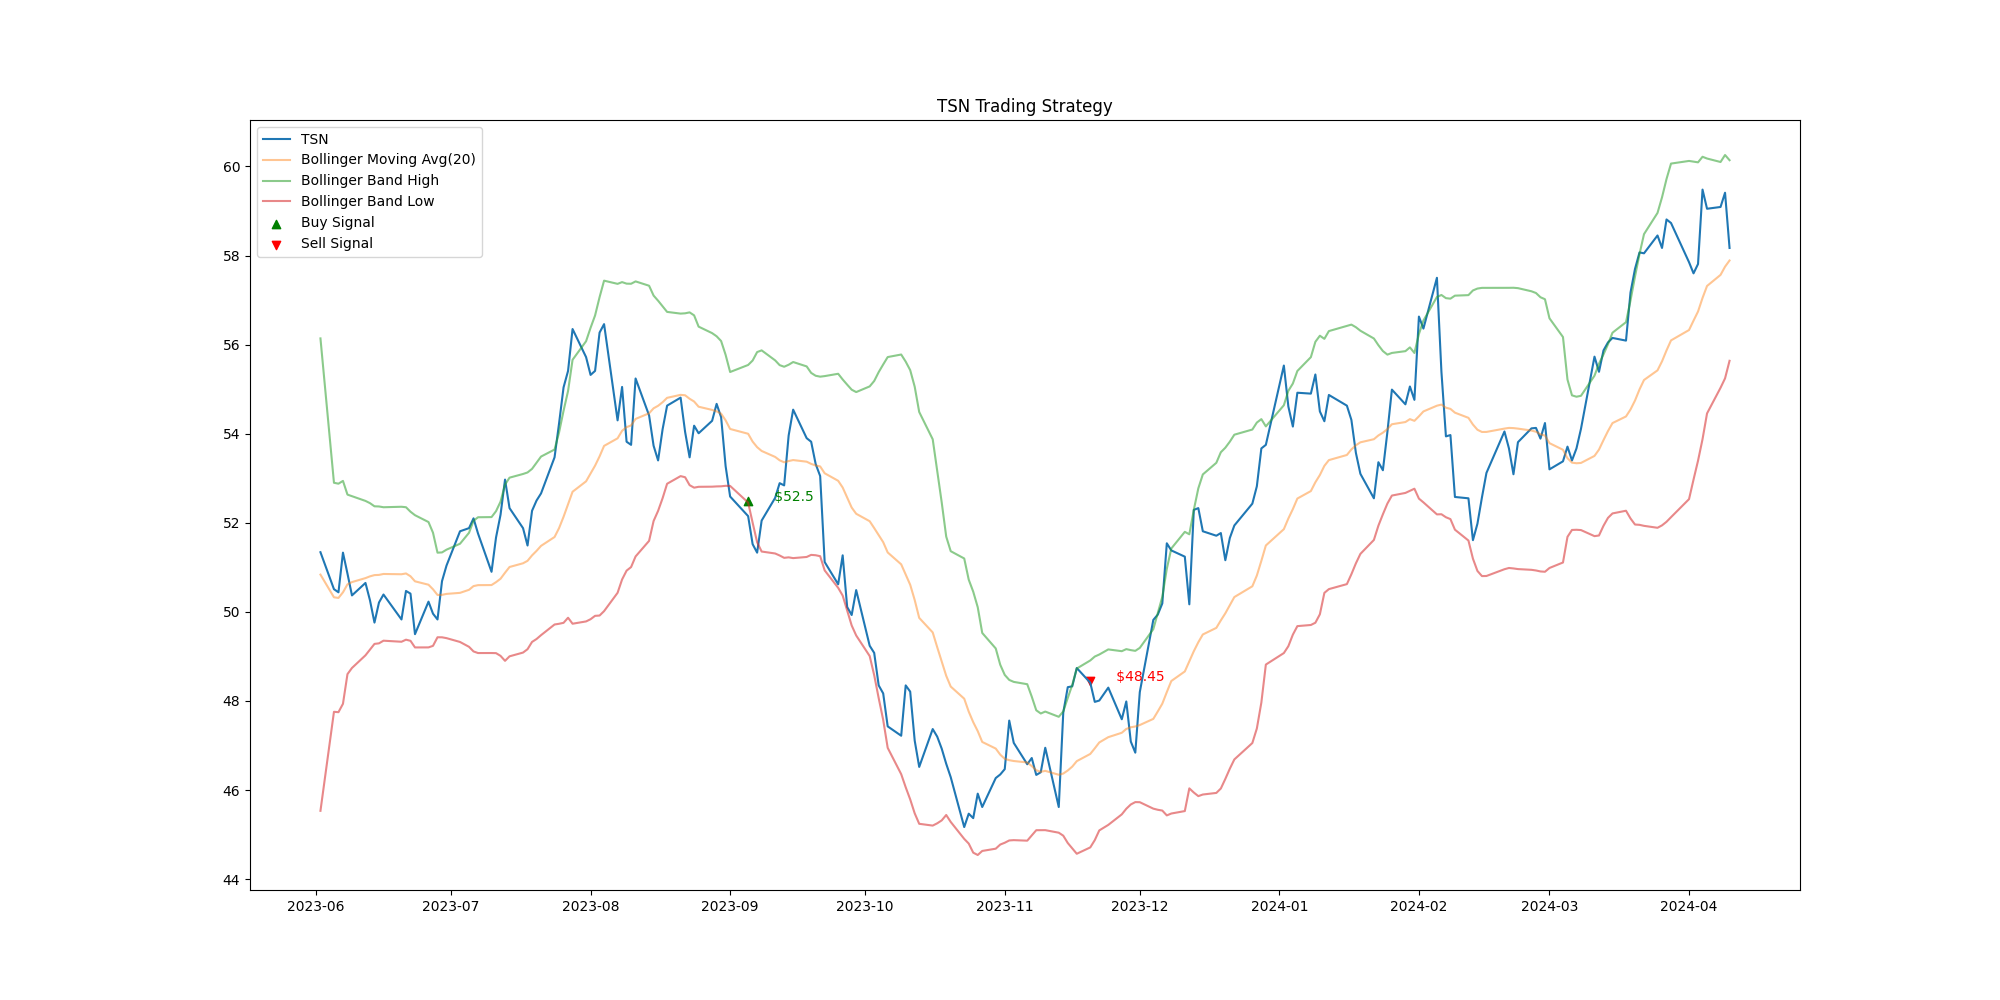 TSN Trading Strategy
TSN
Bollinger Moving Avg(20)
Bollinger Band High
Bollinger Band Low
Buy Signal
Sell Signal
60
58
56
54
52
50
48
46
44
$52.5
$48.45
2023-06 2023-07 2023-08 2023-09 2023-10 2023-11 2023-12 2024-01 2024-02 2024-03 2024-04